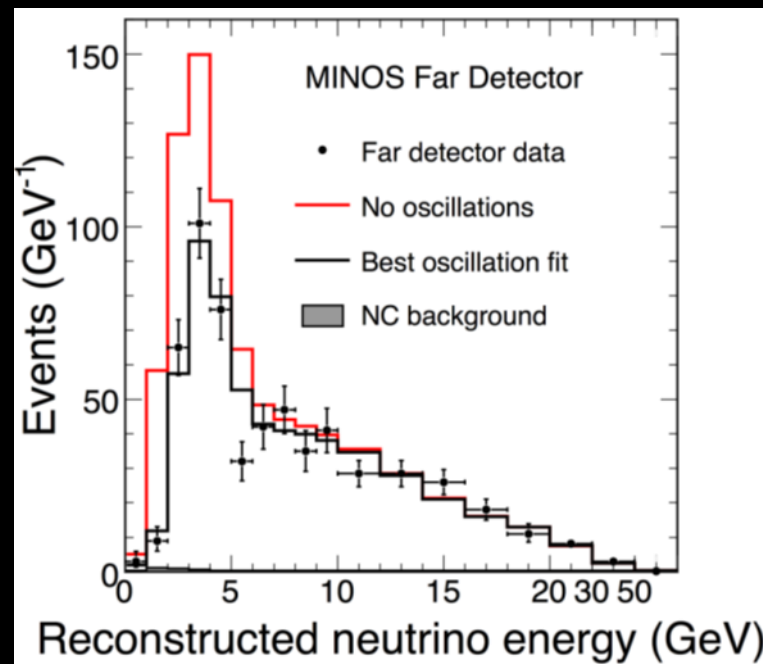 150
100
50
0
Events (GeV⁻¹)
MINOS Far Detector
Far detector data
No oscillations
Best oscillation fit
NC background
0 5 10 15 20 30 50
Reconstructed neutrino energy (GeV)